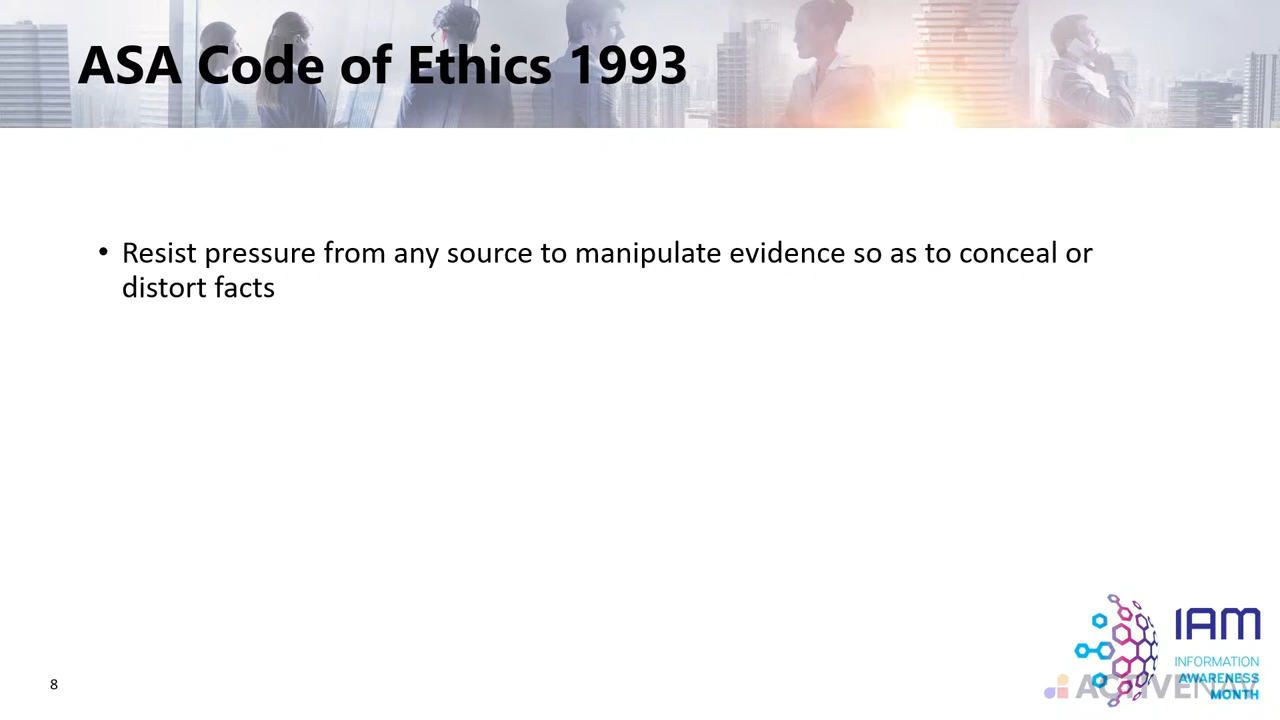 ASA Code of Ethics 1993
• Resist pressure from any source to manipulate evidence so as to conceal or
distort facts
IAM
INFORMATION
AWARENESS
MONTH
ACTIVENAV
8